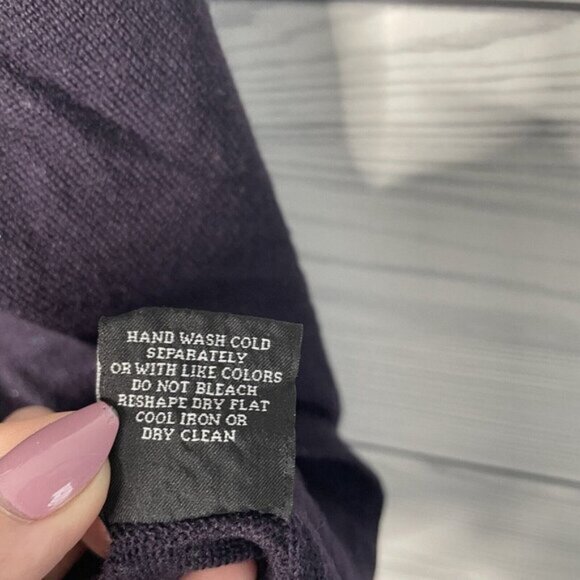 HAND WASH COLD
SEPARATELY
OR WITH LIKE COLORS
DO NOT BLEACH
RESHAPE DRY FLAT
COOL IRON OR
DRY CLEAN